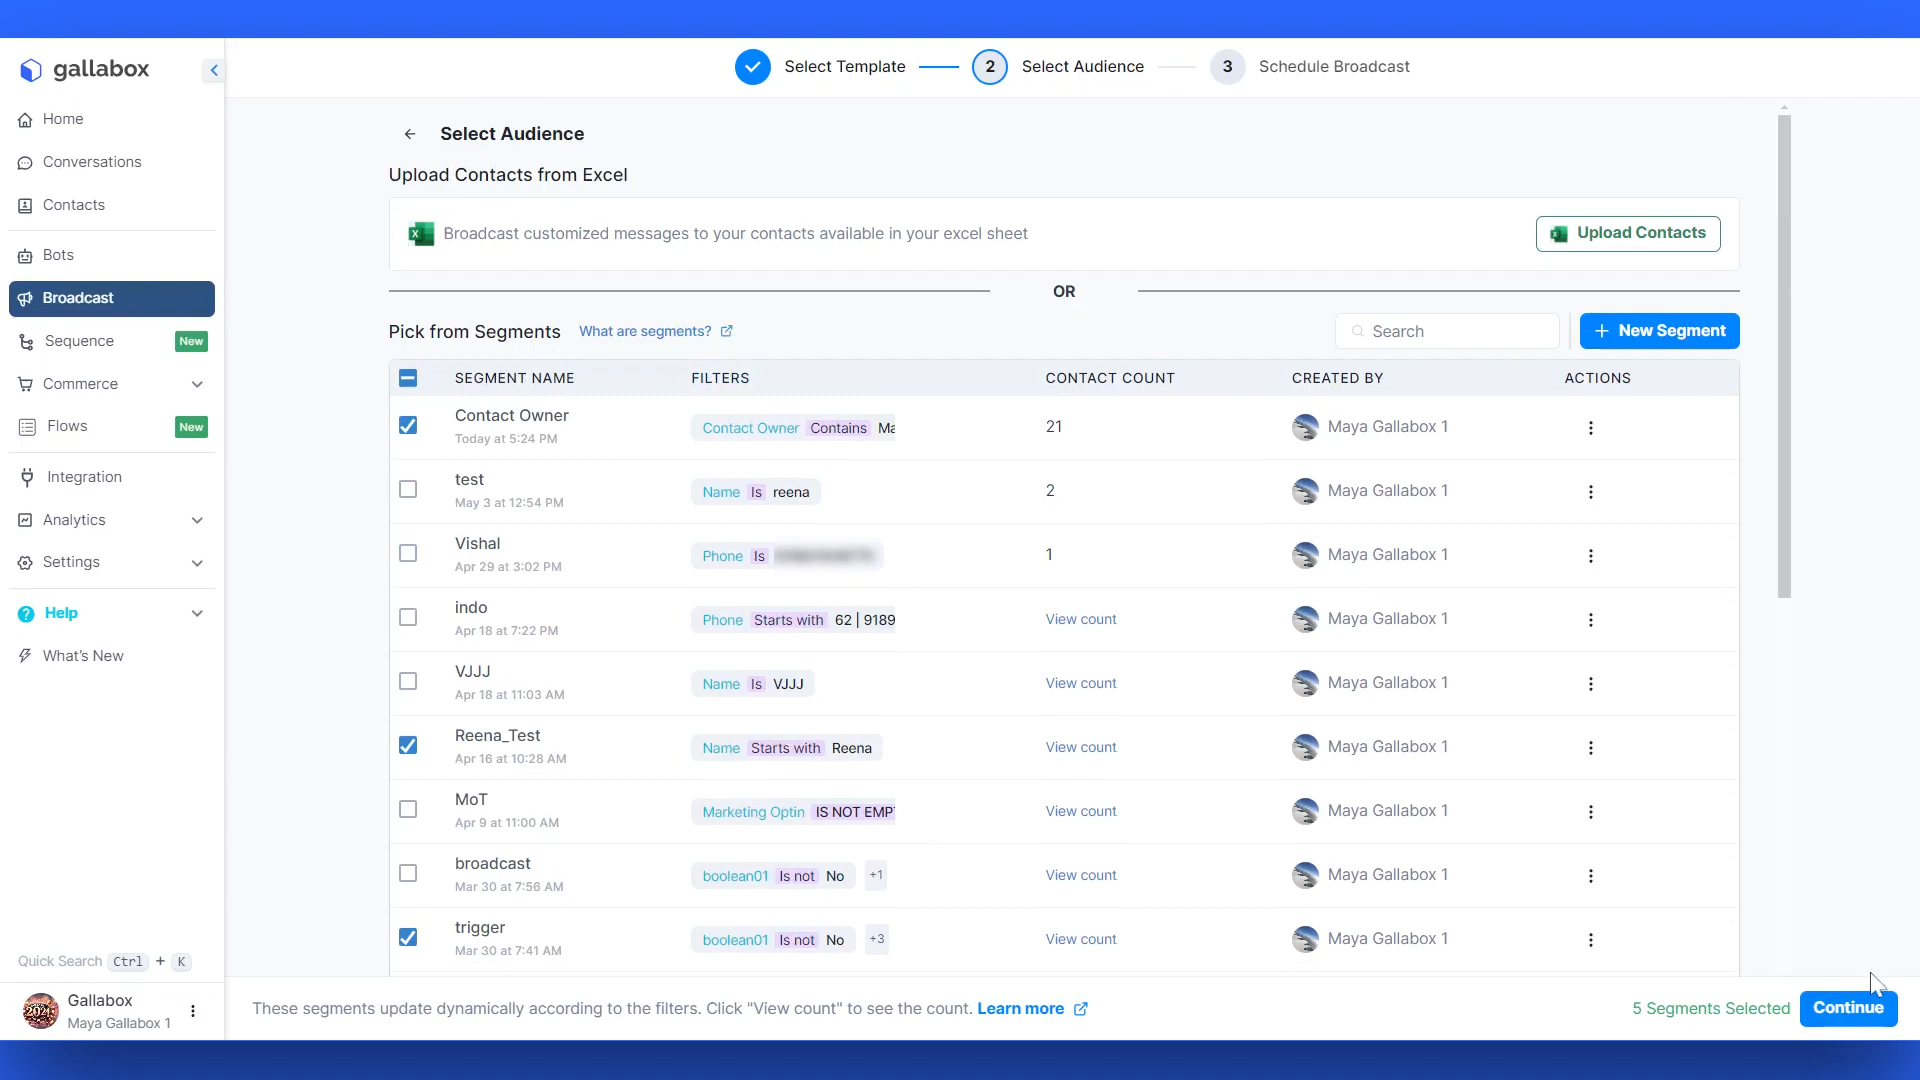 gallabox
Select Template
2
Select Audience
3
Schedule Broadcast
Home
Conversations
Contacts
Bots
Broadcast
Sequence New
Commerce
Flows New
Integration
Analytics
Settings
? Help
What's New
Quick Search Ctrl + K
2021
Gallabox
Maya Gallabox 1
Select Audience
Upload Contacts from Excel
Broadcast customized messages to your contacts available in your excel sheet
Upload Contacts
OR
Pick from Segments What are segments?
Search
+ New Segment
SEGMENT NAME FILTERS CONTACT COUNT CREATED BY ACTIONS
Contact Owner Contact Owner Contains Ma 21 Maya Gallabox 1
Today at 5:24 PM
test Name Is reena 2 Maya Gallabox 1
May 3 at 12:54 PM
Vishal Phone Is 1 Maya Gallabox 1
Apr 29 at 3:02 PM
indo Phone Starts with 62 | 9189 View count Maya Gallabox 1
Apr 18 at 7:22 PM
VJJJ Name Is VJJJ View count Maya Gallabox 1
Apr 18 at 11:03 AM
Reena_Test Name Starts with Reena View count Maya Gallabox 1
Apr 16 at 10:28 AM
MoT Marketing Optin IS NOT EMP View count Maya Gallabox 1
Apr 9 at 11:00 AM
broadcast boolean01 Is not No +1 View count Maya Gallabox 1
Mar 30 at 7:56 AM
trigger boolean01 Is not No +3 View count Maya Gallabox 1
Mar 30 at 7:41 AM
These segments update dynamically according to the filters. Click "View count" to see the count. Learn more
5 Segments Selected
Continue